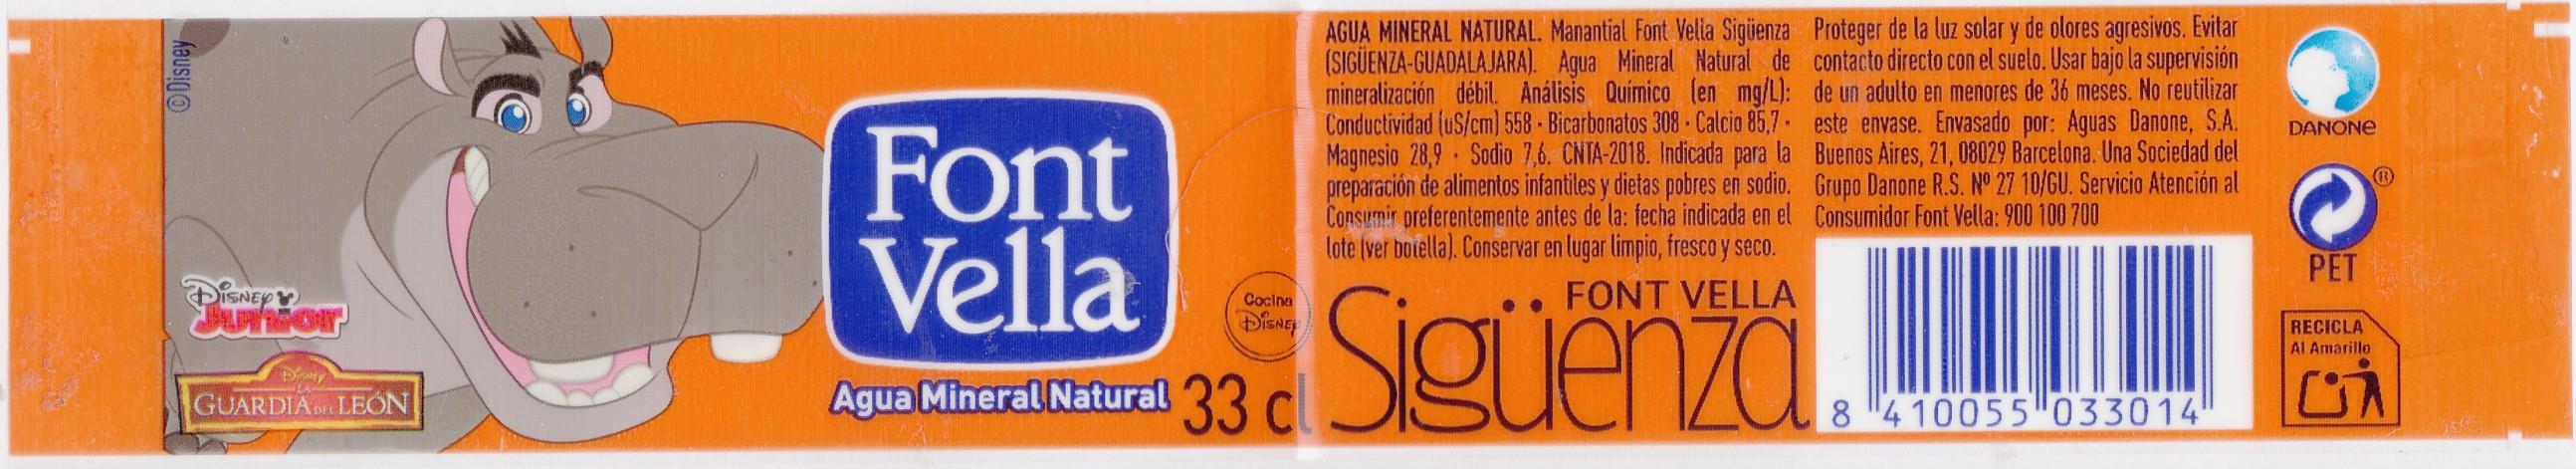 ©Disney
Disney
Junior
Disney
LA
GUARDIA DEL LEÓN
Font
Vella
Agua Mineral Natural
33 cl
Cocina
Disney
AGUA MINERAL NATURAL. Manantial Font Vella Sigüenza
(SIGÜENZA-GUADALAJARA). Agua Mineral Natural de
mineralización débil. Análisis Químico (en mg/L):
Conductividad (uS/cm) 558 · Bicarbonatos 308 · Calcio 85,7 ·
Magnesio 28,9 · Sodio 7,6. CNTA-2018. Indicada para la
preparación de alimentos infantiles y dietas pobres en sodio.
Consumir preferentemente antes de la: fecha indicada en el
lote (ver botella). Conservar en lugar limpio, fresco y seco.
FONT VELLA
Sigüenza
Proteger de la luz solar y de olores agresivos. Evitar
contacto directo con el suelo. Usar bajo la supervisión
de un adulto en menores de 36 meses. No reutilizar
este envase. Envasado por: Aguas Danone, S.A.
Buenos Aires, 21, 08029 Barcelona. Una Sociedad del
Grupo Danone R.S. Nº 27 10/GU. Servicio Atención al
Consumidor Font Vella: 900 100 700
8 410055 033014
DANONE
®
PET
RECICLA
Al Amarillo